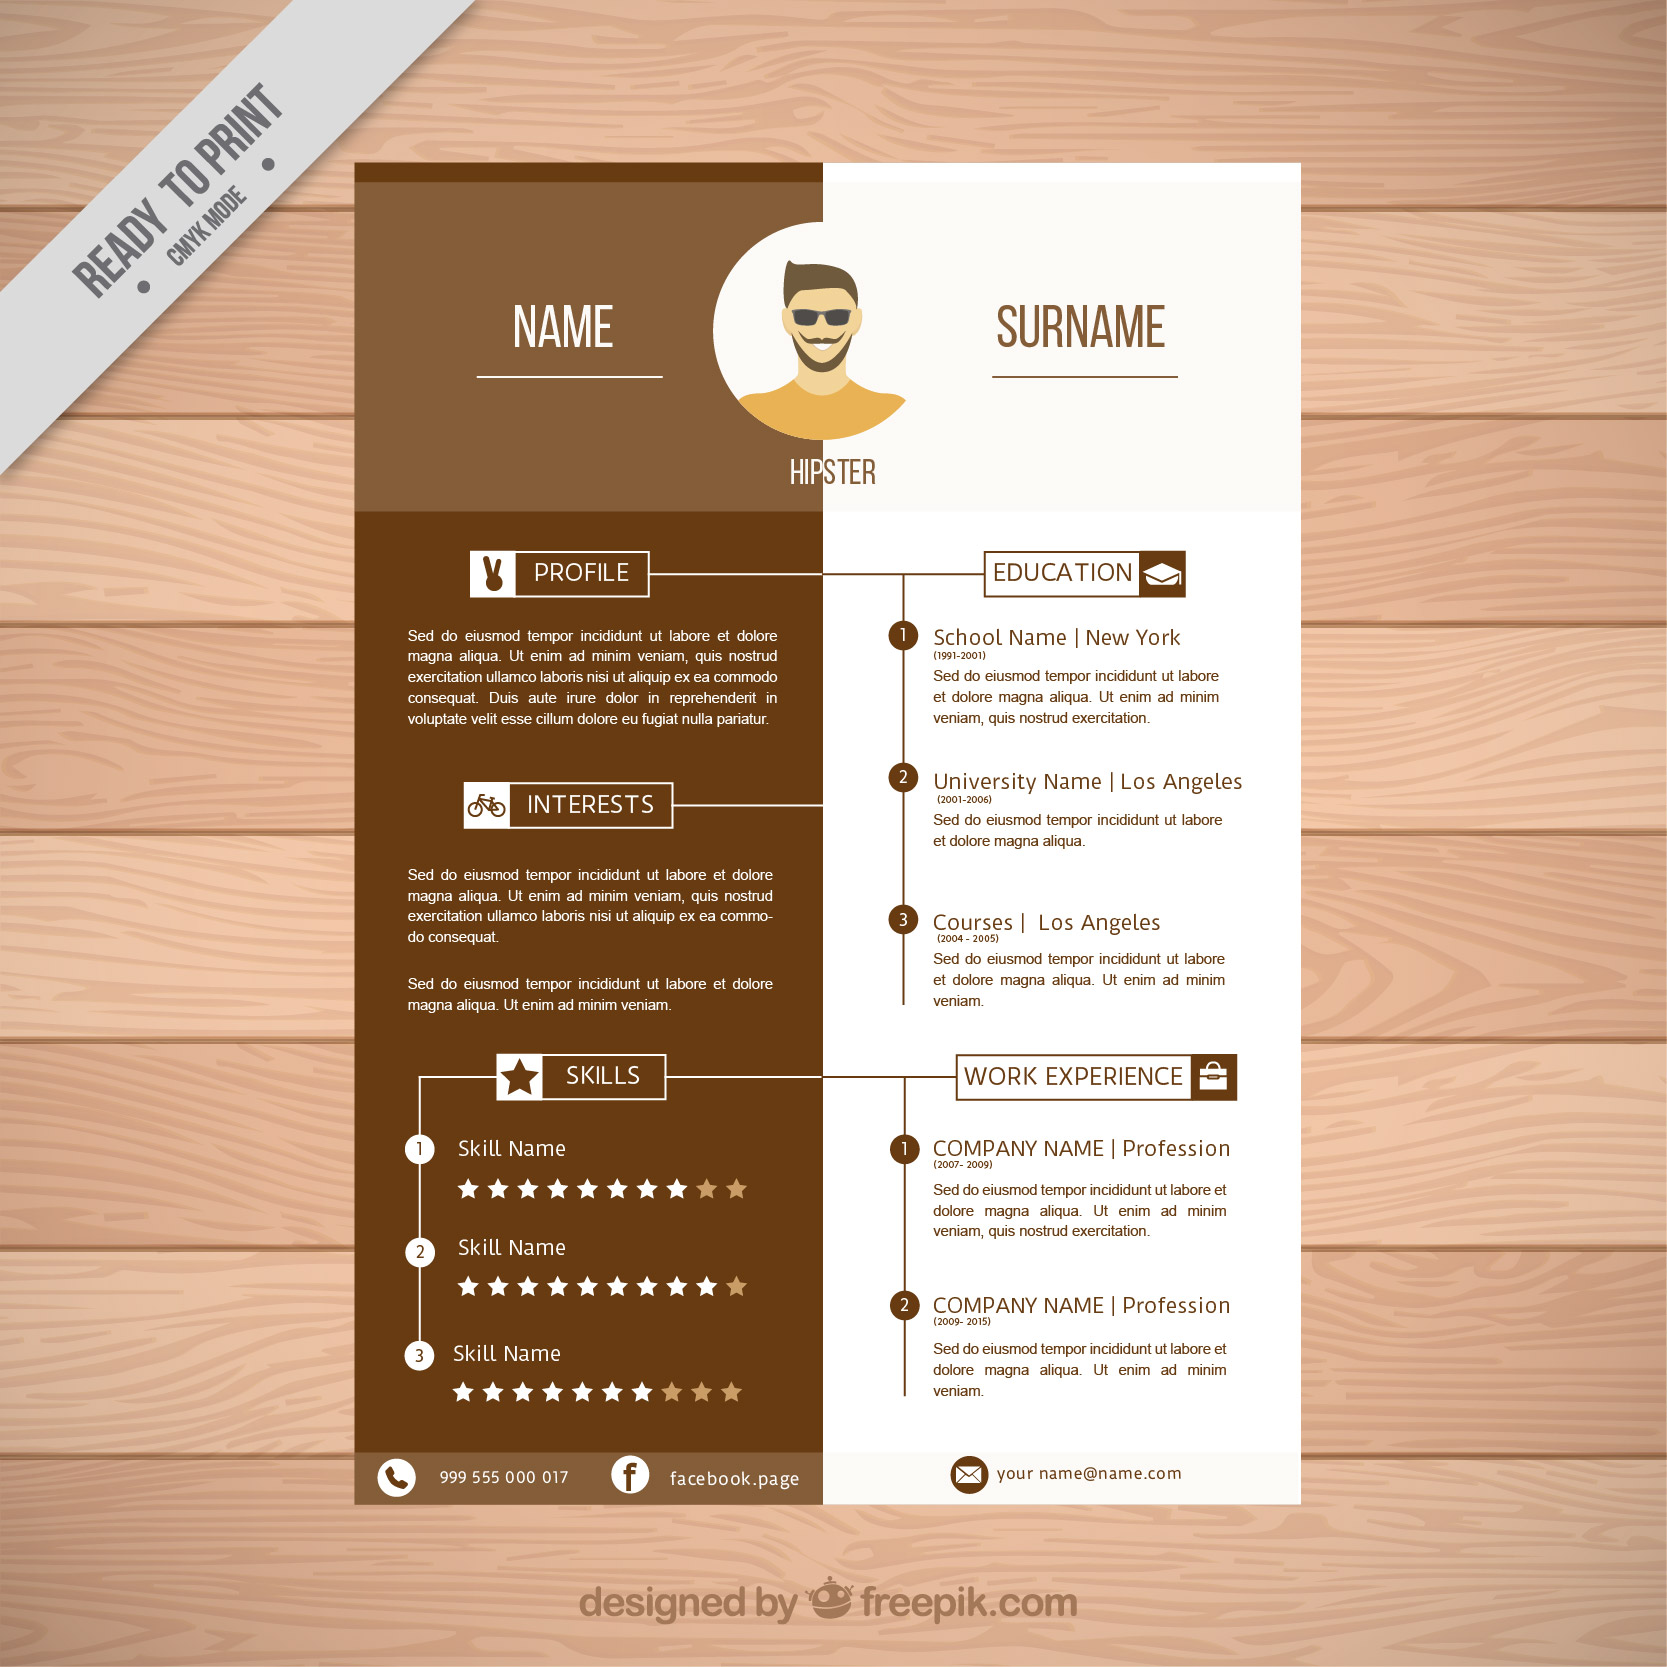 READY TO PRINT
• CMYK MODE •
NAME
SURNAME
HIPSTER
PROFILE
Sed do eiusmod tempor incididunt ut labore et dolore
magna aliqua. Ut enim ad minim veniam, quis nostrud
exercitation ullamco laboris nisi ut aliquip ex ea commodo
consequat. Duis aute irure dolor in reprehenderit in
voluptate velit esse cillum dolore eu fugiat nulla pariatur.
INTERESTS
Sed do eiusmod tempor incididunt ut labore et dolore
magna aliqua. Ut enim ad minim veniam, quis nostrud
exercitation ullamco laboris nisi ut aliquip ex ea commo-
do consequat.
Sed do eiusmod tempor incididunt ut labore et dolore
magna aliqua. Ut enim ad minim veniam.
SKILLS
1 Skill Name
2 Skill Name
3 Skill Name
EDUCATION
1 School Name | New York
(1991-2001)
Sed do eiusmod tempor incididunt ut labore
et dolore magna aliqua. Ut enim ad minim
veniam, quis nostrud exercitation.
2 University Name | Los Angeles
(2001-2006)
Sed do eiusmod tempor incididunt ut labore
et dolore magna aliqua.
3 Courses | Los Angeles
(2004 - 2005)
Sed do eiusmod tempor incididunt ut labore
et dolore magna aliqua. Ut enim ad minim
veniam.
WORK EXPERIENCE
1 COMPANY NAME | Profession
(2007- 2009)
Sed do eiusmod tempor incididunt ut labore et
dolore magna aliqua. Ut enim ad minim
veniam, quis nostrud exercitation.
2 COMPANY NAME | Profession
(2009- 2015)
Sed do eiusmod tempor incididunt ut labore et
dolore magna aliqua. Ut enim ad minim
veniam.
999 555 000 017
f facebook.page
your name@name.com
designed by freepik.com